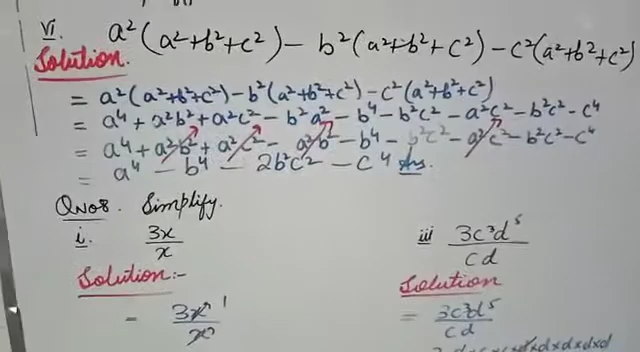 vi. a²(a²+b²+c²) – b²(a²+b²+c²) – c²(a²+b²+c²)
Solution.
= a²(a²+b²+c²) – b²(a²+b²+c²) – c²(a²+b²+c²)
= a⁴ + a²b² + a²c² – b²a² – b⁴ – b²c² – a²c² – b²c² – c⁴
= a⁴ + a²b² + a²c² – a²b² – b⁴ – b²c² – a²c² – b²c² – c⁴
= a⁴ – b⁴ – 2b²c² – c⁴ Ans.
Qno8. Simplify.
i. 3x/x
iii 3c³d⁵/cd
Solution:-
Solution
= 3x/x 1
= 3c³d⁵/cd